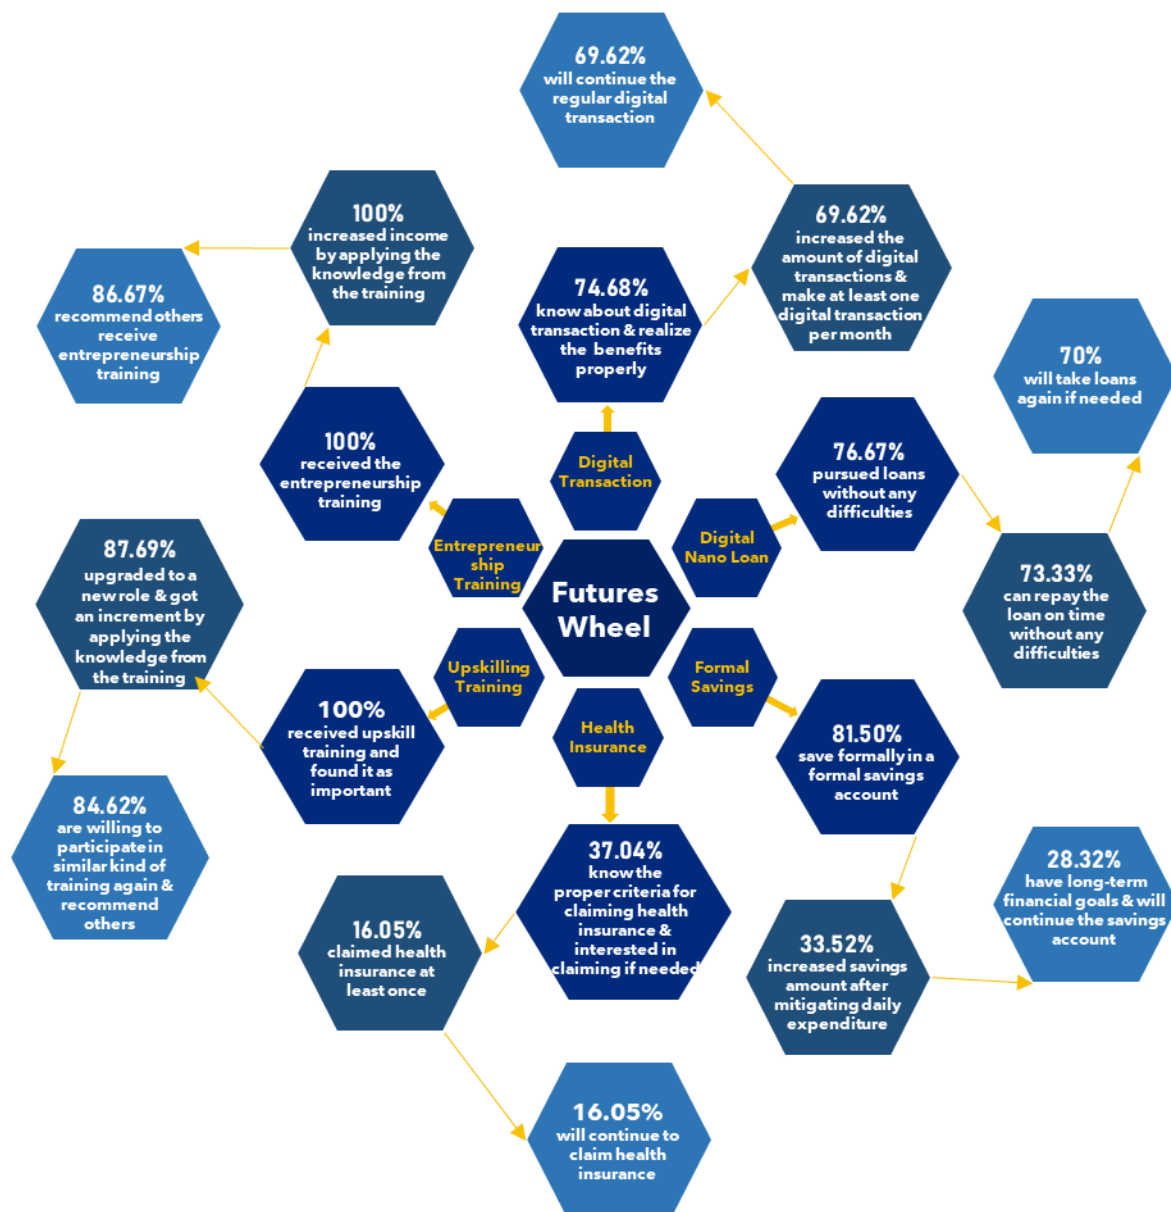 69.62%
will continue the
regular digital
transaction
100%
increased income
by applying the
knowledge from
the training
69.62%
increased the
amount of digital
transactions &
make at least one
digital transaction
per month
86.67%
recommend others
receive
entrepreneurship
training
74.68%
know about digital
transaction & realize
the benefits
properly
70%
will take loans
again if needed
100%
received the
entrepreneurship
training
Digital
Transaction
76.67%
pursued loans
without any
difficulties
Entrepreneur
ship
Training
Digital
Nano Loan
87.69%
upgraded to a
new role & got
an increment by
applying the
knowledge from
the training
Futures
Wheel
73.33%
can repay the
loan on time
without any
difficulties
Upskilling
Training
Formal
Savings
100%
received upskill
training and
found it as
important
Health
Insurance
81.50%
save formally in a
formal savings
account
84.62%
are willing to
participate in
similar kind of
training again &
recommend
others
37.04%
know the
proper criteria for
claiming health
insurance &
interested in
claiming if needed
28.32%
have long-term
financial goals & will
continue the savings
account
16.05%
claimed health
insurance at
least once
33.52%
increased savings
amount after
mitigating daily
expenditure
16.05%
will continue to
claim health
insurance